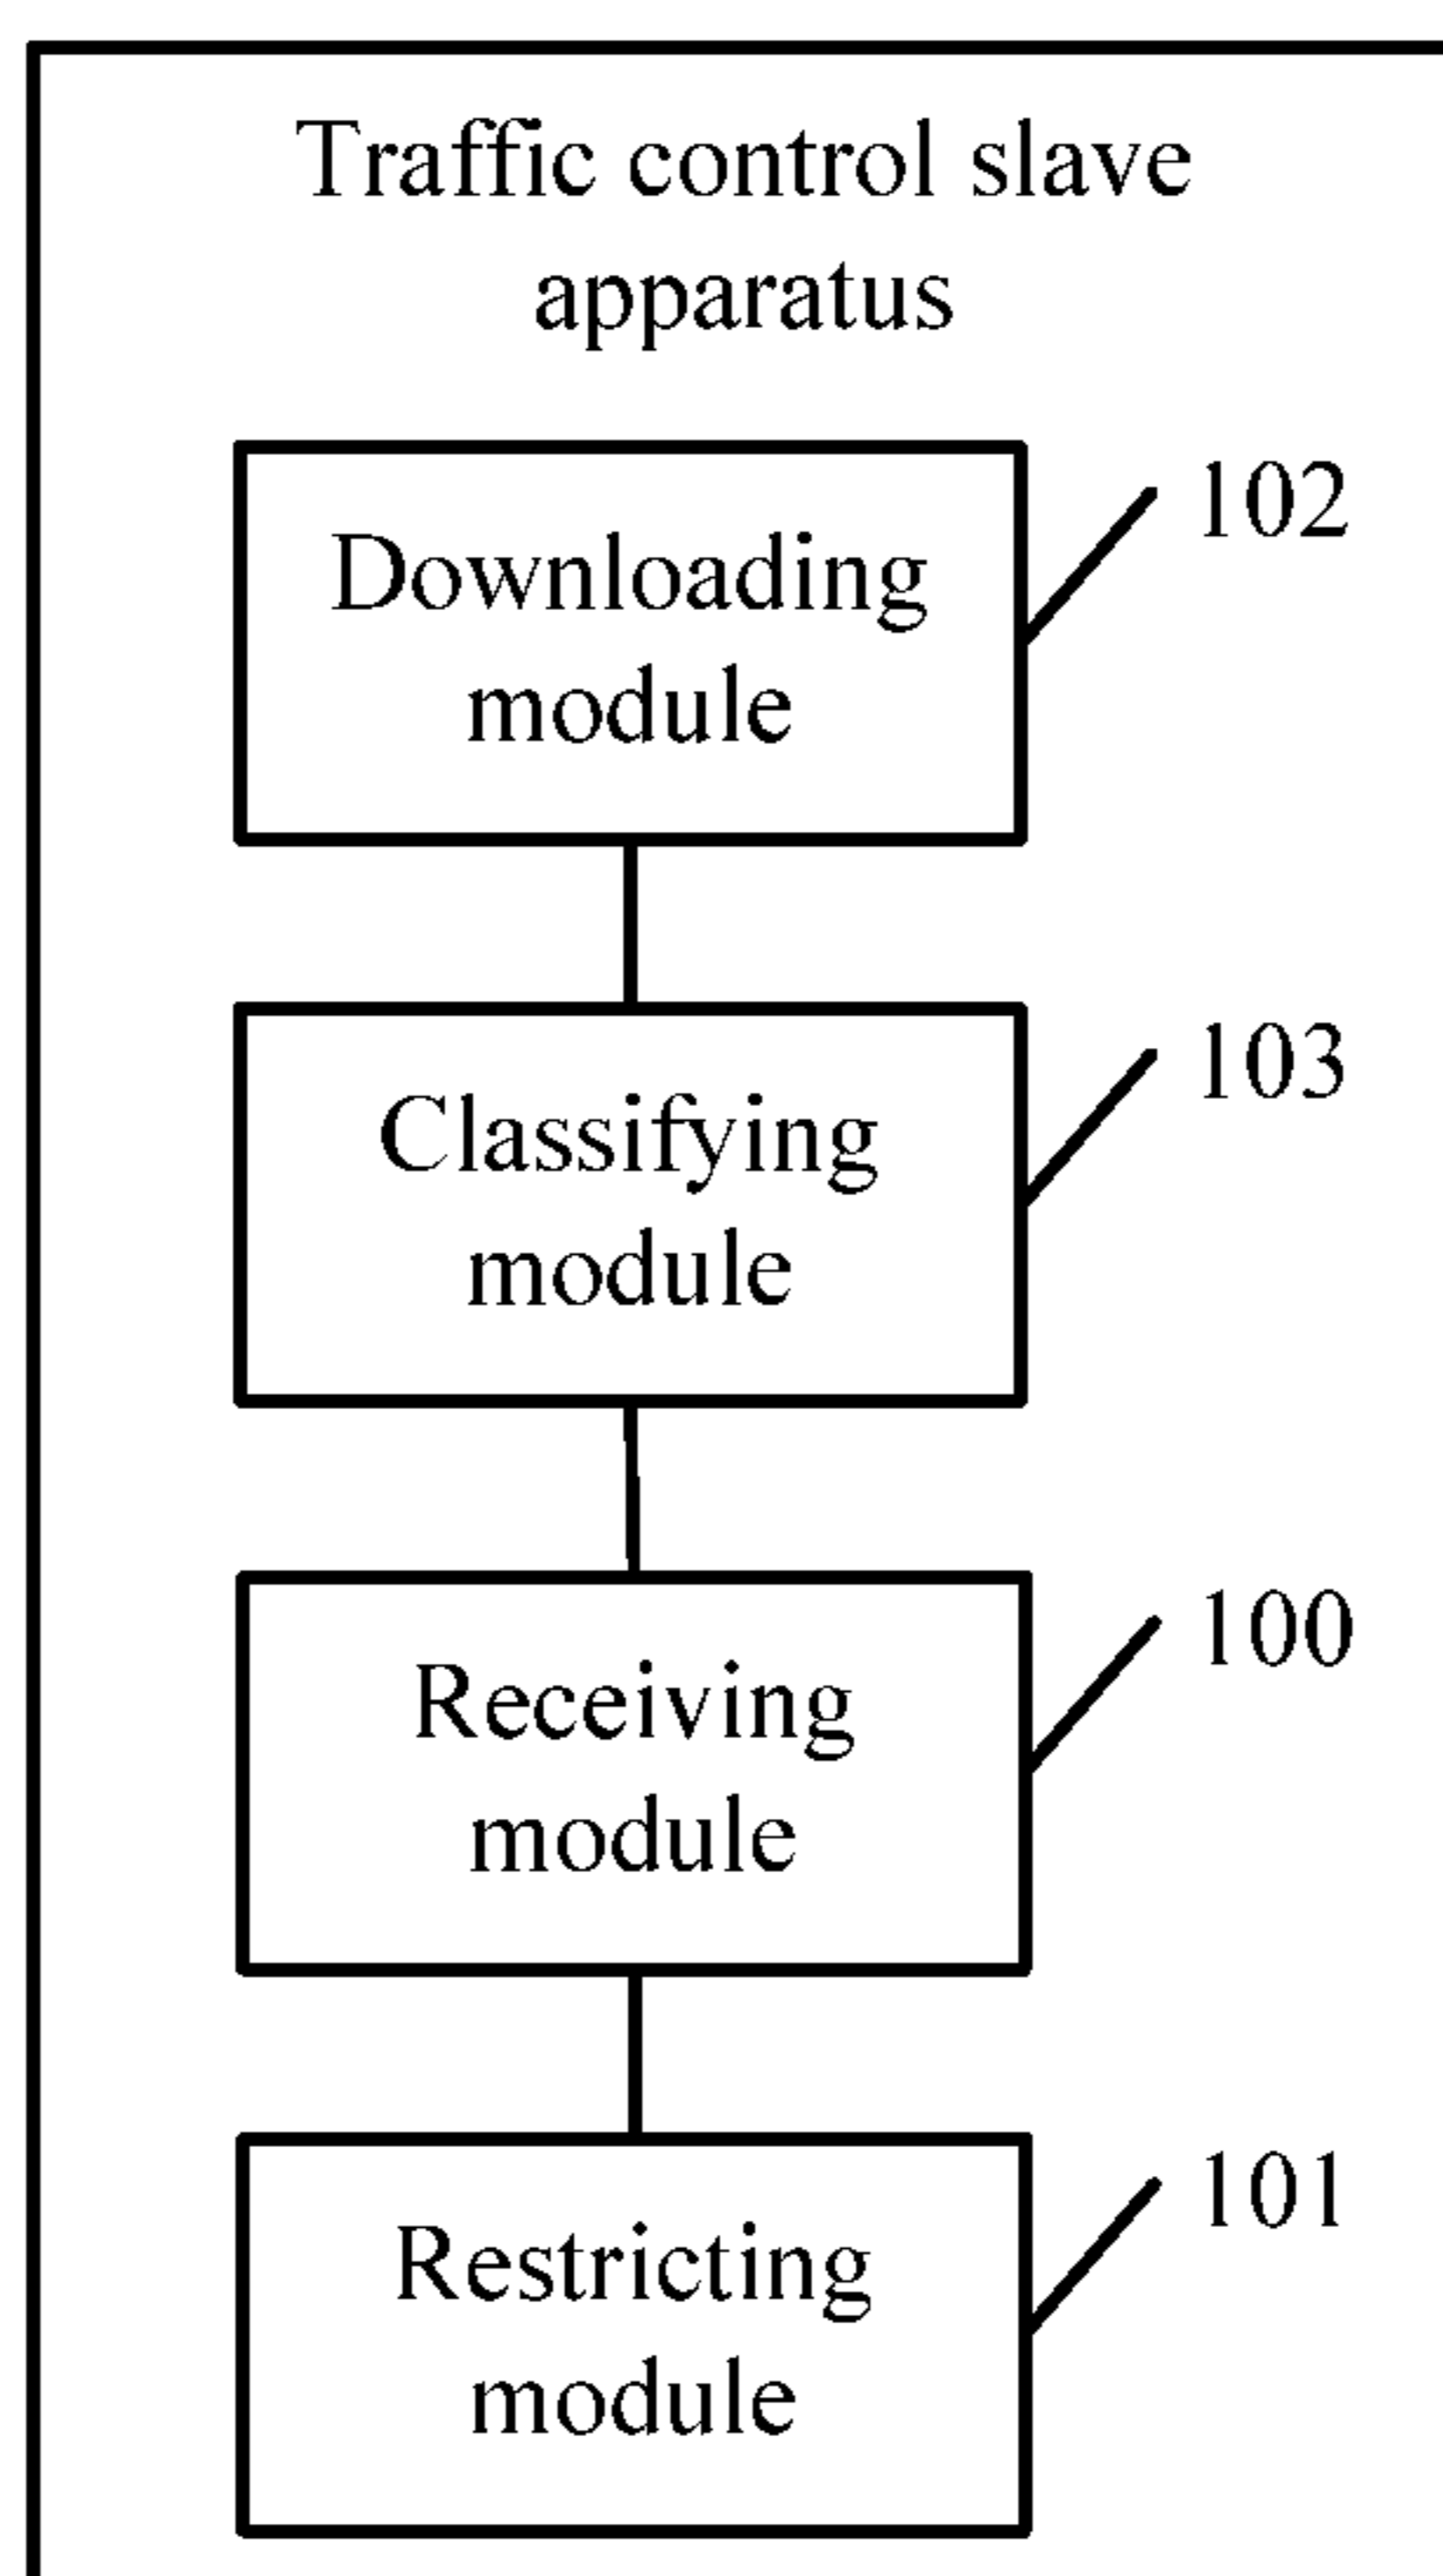 Traffic control slave
apparatus
Downloading
module
102
Classifying
module
103
Receiving
module
100
Restricting
module
101